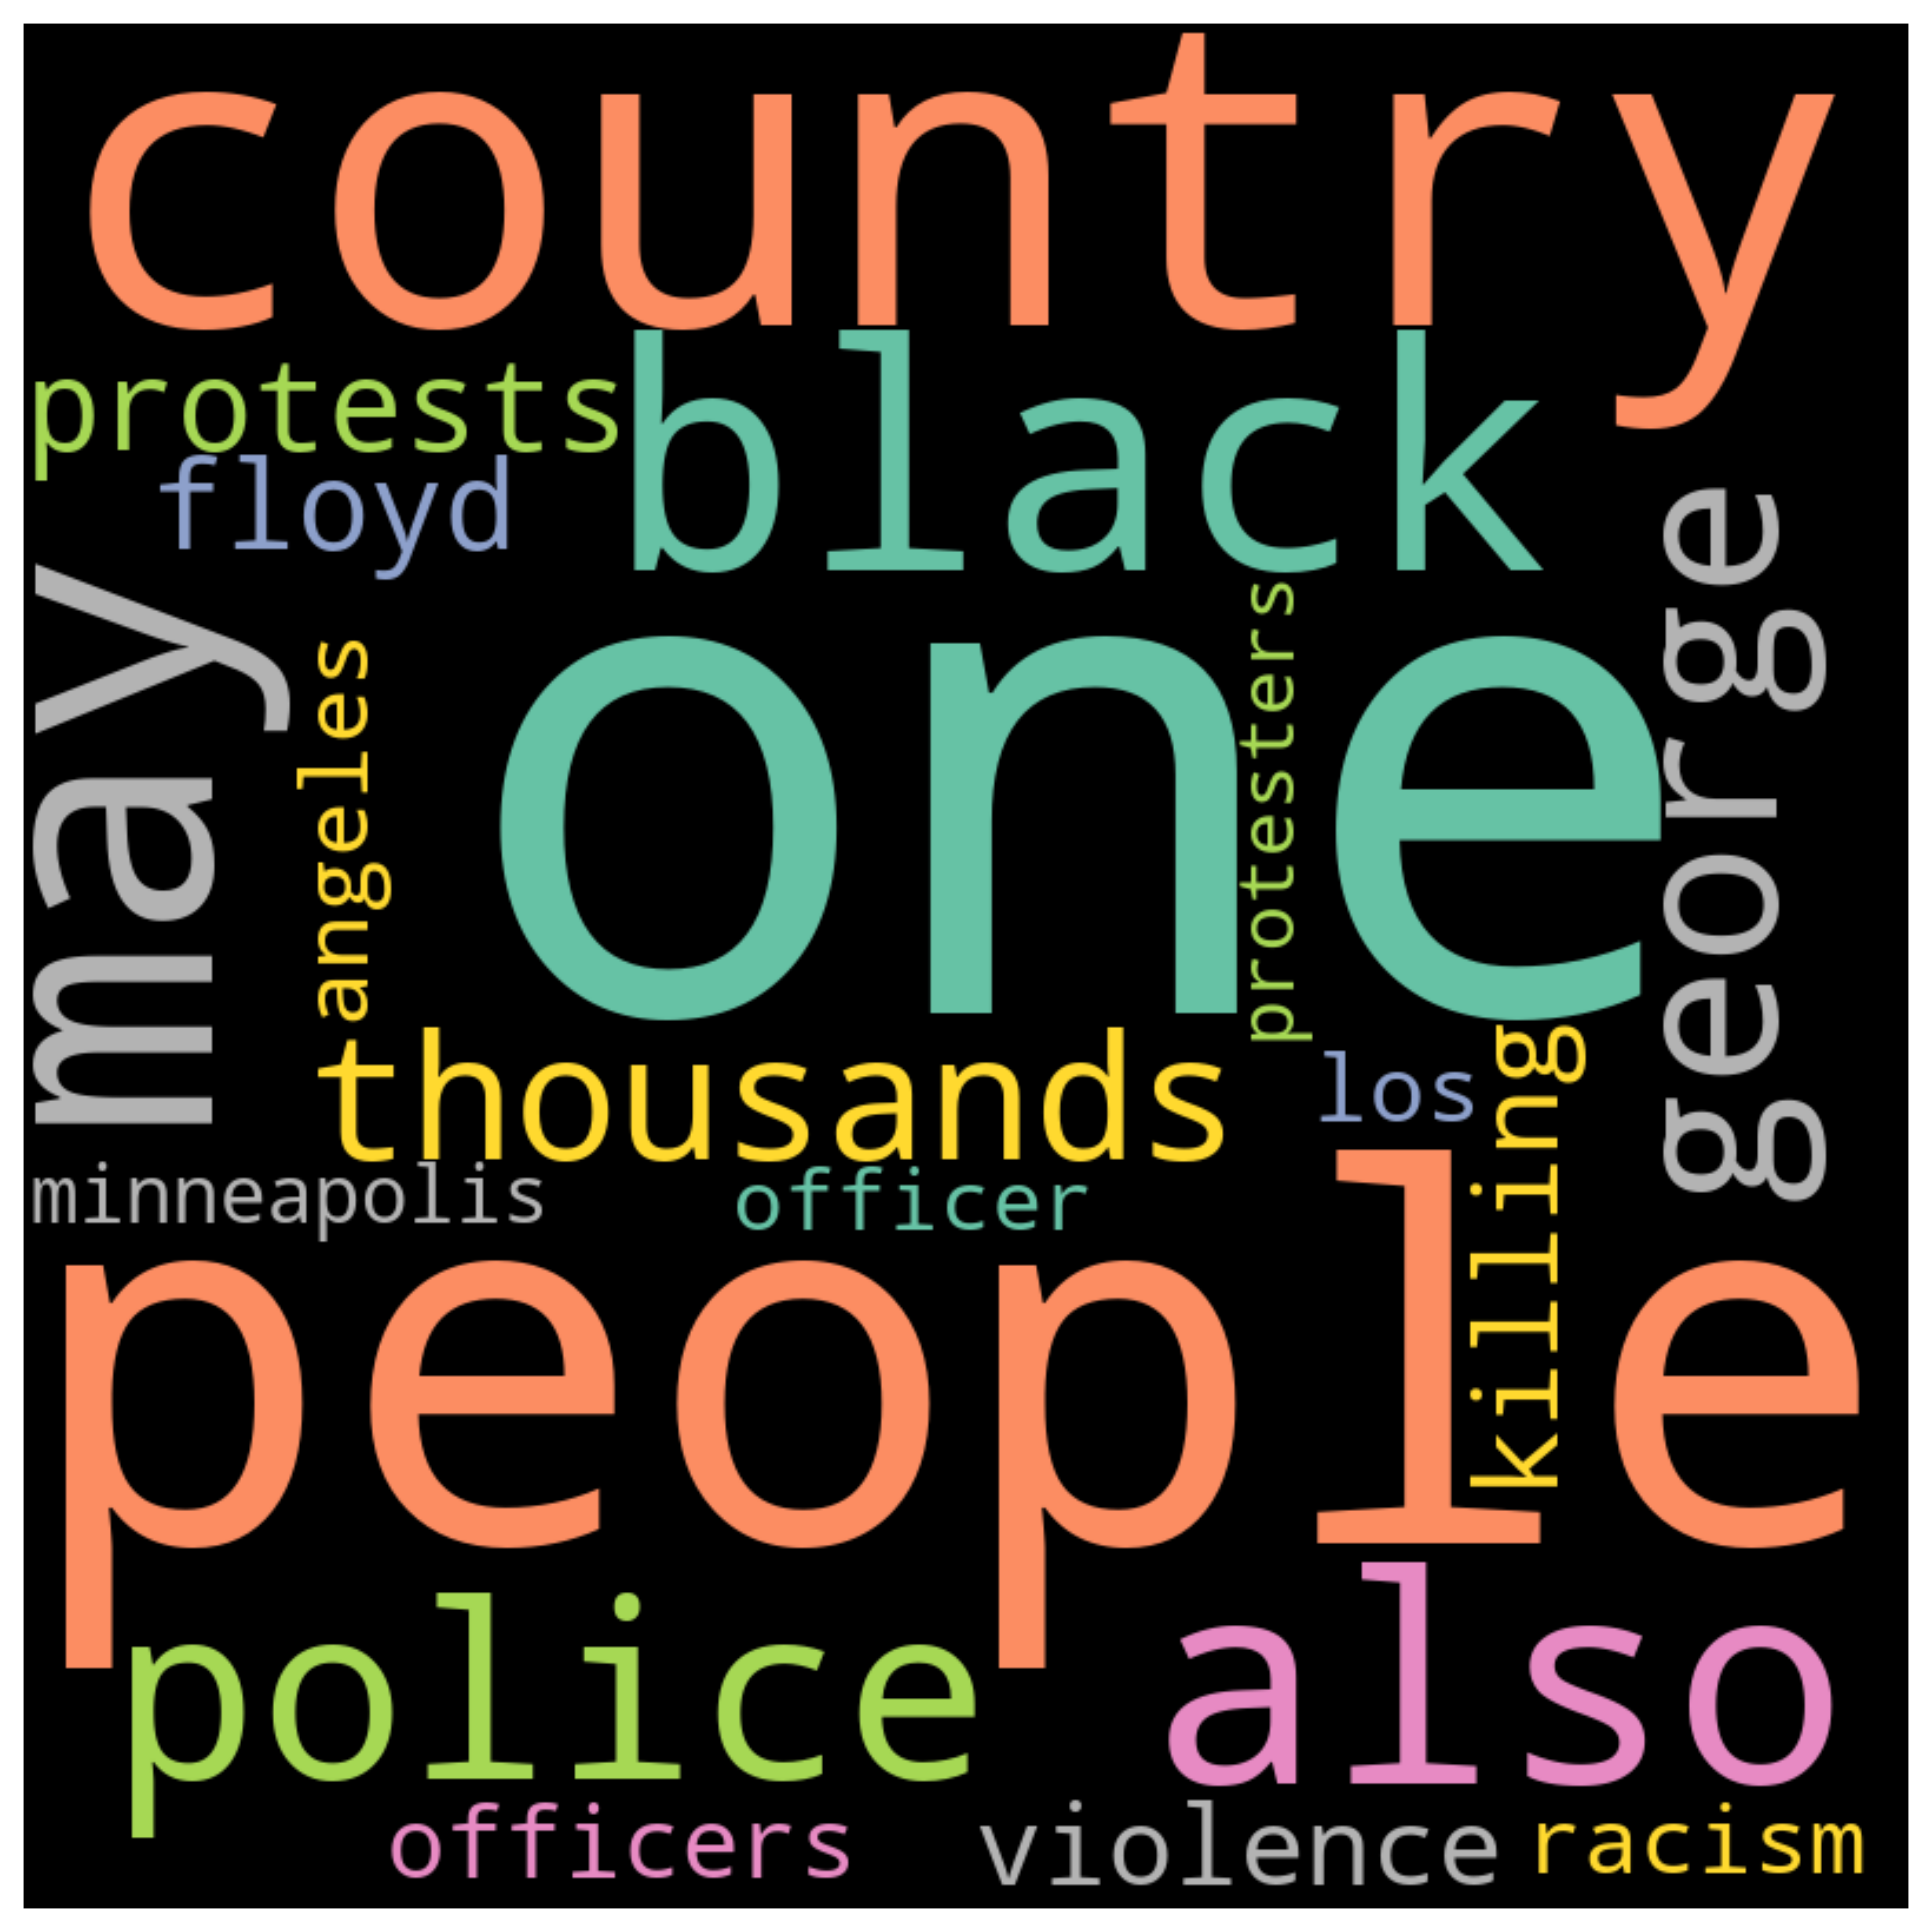 country
protests
black
floyd
may
angeles
one
protesters
george
thousands
los
killing
minneapolis
officer
people
police
also
officers
violence
racism